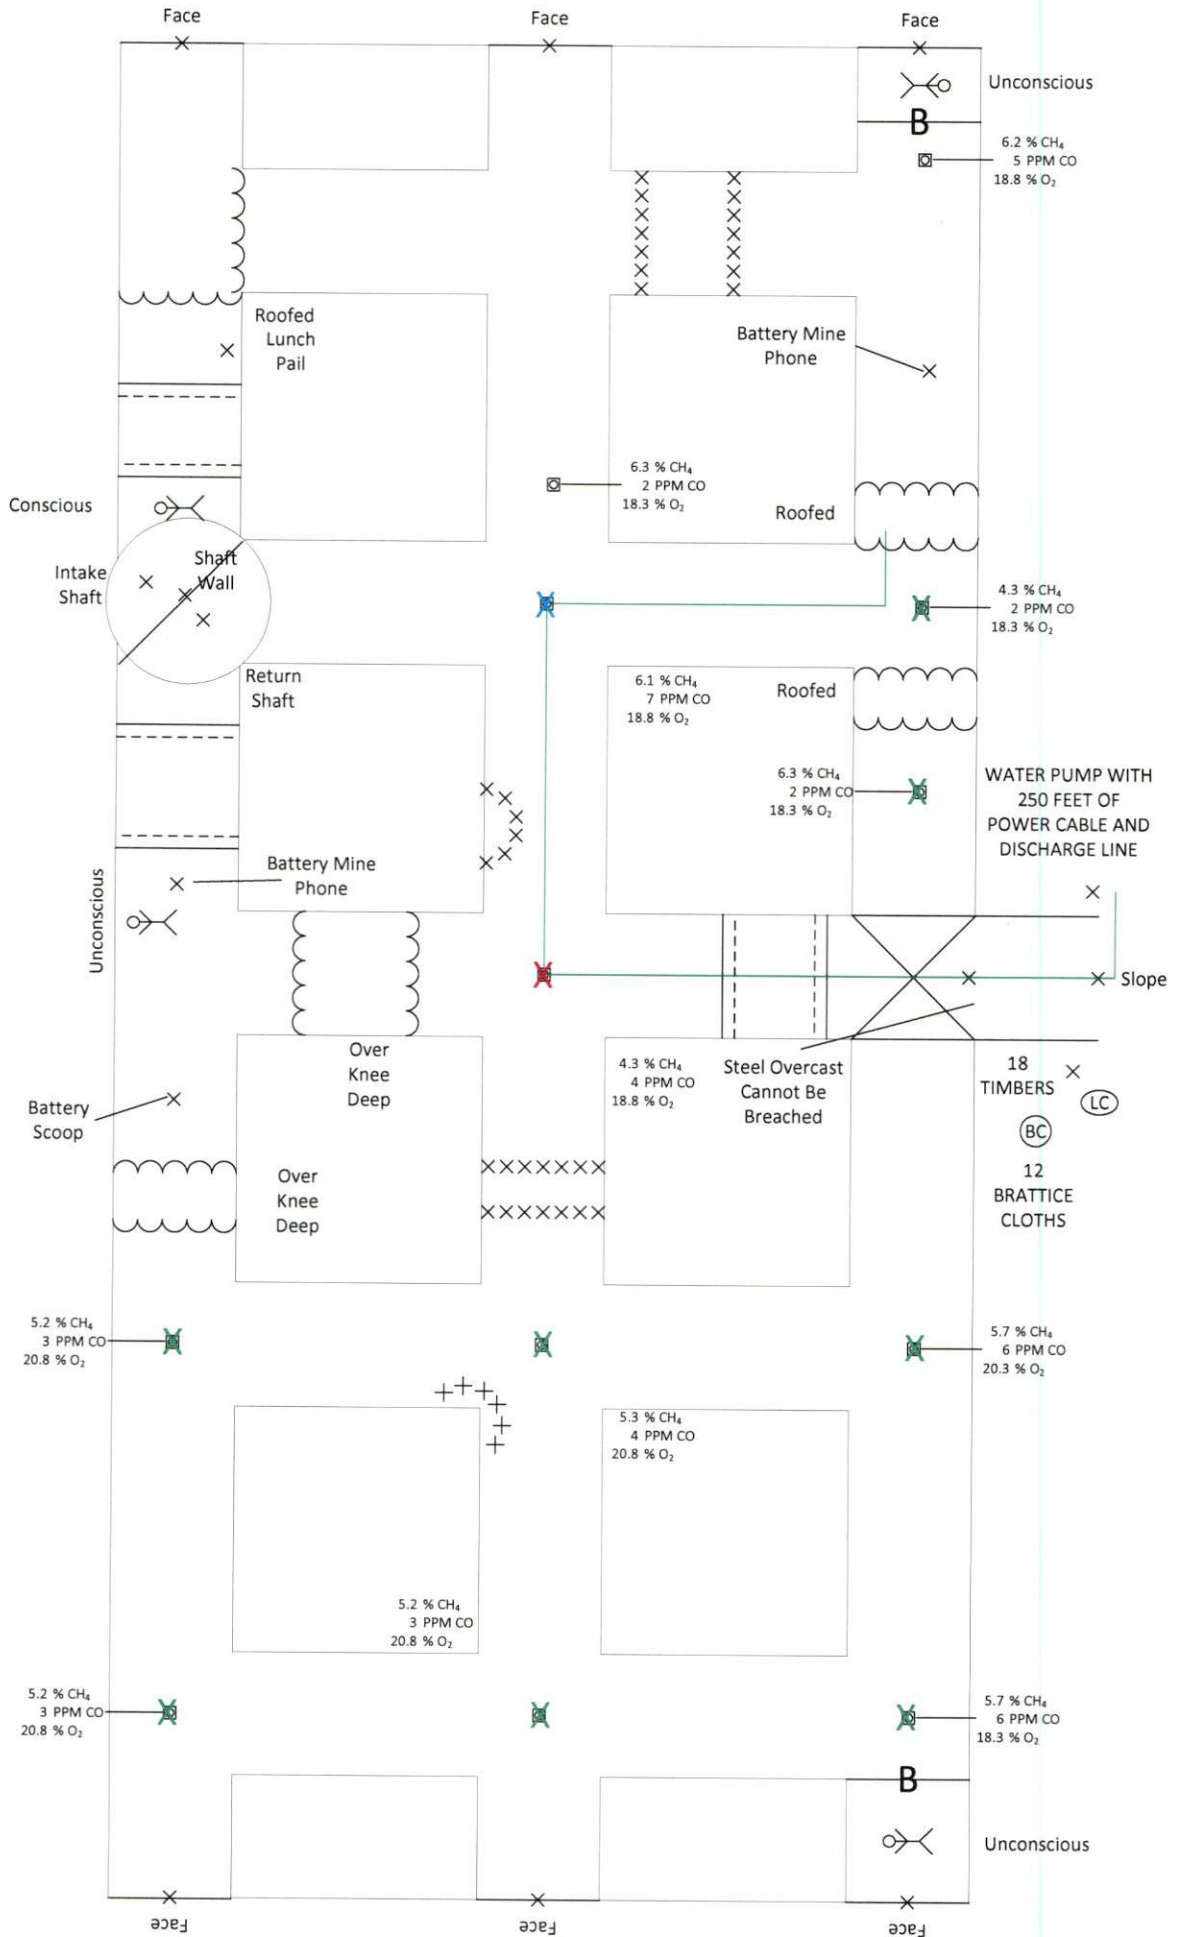 Face
Face
Face
Unconscious
B
6.2 % CH₄
5 PPM CO
18.8 % O₂
Roofed
Lunch
Pail
Battery Mine
Phone
6.3 % CH₄
2 PPM CO
18.3 % O₂
Conscious
Roofed
Intake
Shaft
Shaft
Wall
4.3 % CH₄
2 PPM CO
18.3 % O₂
Return
Shaft
6.1 % CH₄
7 PPM CO
18.8 % O₂
Roofed
6.3 % CH₄
2 PPM CO
18.3 % O₂
WATER PUMP WITH
250 FEET OF
POWER CABLE AND
DISCHARGE LINE
Battery Mine
Phone
Unconscious
Slope
Over
Knee
Deep
4.3 % CH₄
4 PPM CO
18.8 % O₂
Steel Overcast
Cannot Be
Breached
18
TIMBERS
LC
BC
12
BRATTICE
CLOTHS
Battery
Scoop
Over
Knee
Deep
5.2 % CH₄
3 PPM CO
20.8 % O₂
5.7 % CH₄
6 PPM CO
20.3 % O₂
5.3 % CH₄
4 PPM CO
20.8 % O₂
5.2 % CH₄
3 PPM CO
20.8 % O₂
5.2 % CH₄
3 PPM CO
20.8 % O₂
5.7 % CH₄
6 PPM CO
18.3 % O₂
B
Unconscious
Face
Face
Face